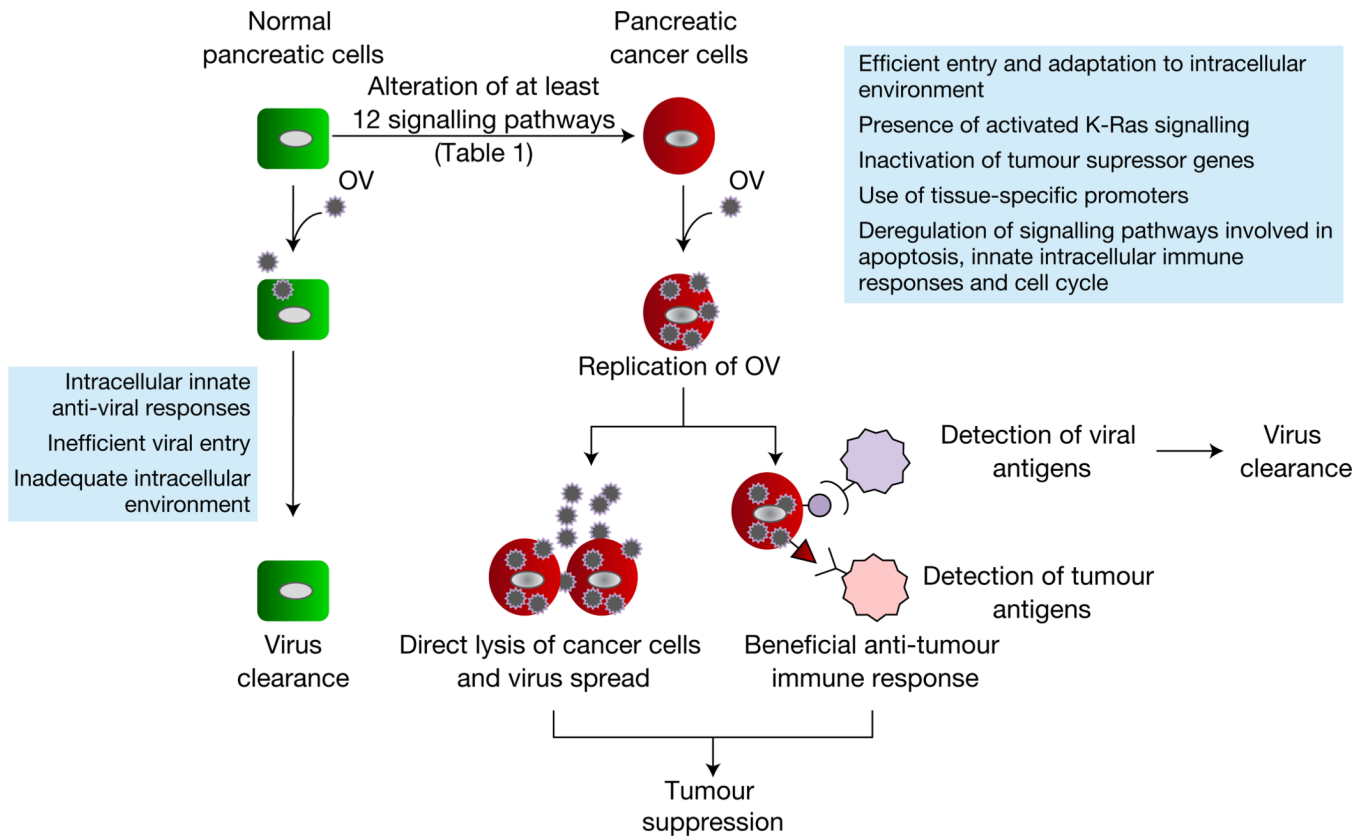 Normal
pancreatic cells
Pancreatic
cancer cells
Alteration of at least
12 signalling pathways
(Table 1)
OV
OV
Efficient entry and adaptation to intracellular
environment
Presence of activated K-Ras signalling
Inactivation of tumour supressor genes
Use of tissue-specific promoters
Deregulation of signalling pathways involved in
apoptosis, innate intracellular immune
responses and cell cycle
Replication of OV
Intracellular innate
anti-viral responses
Inefficient viral entry
Inadequate intracellular
environment
Detection of viral
antigens
Virus
clearance
Detection of tumour
antigens
Virus
clearance
Direct lysis of cancer cells
and virus spread
Beneficial anti-tumour
immune response
Tumour
suppression